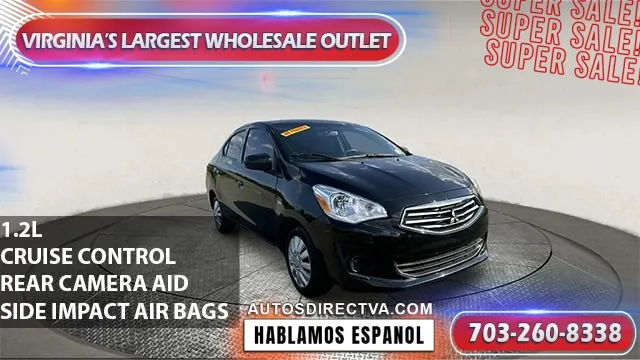 VIRGINIA'S LARGEST WHOLESALE OUTLET
SUPER SALE!
SUPER SALE!
SUPER SALE!
1.2L
CRUISE CONTROL
REAR CAMERA AID
SIDE IMPACT AIR BAGS
AUTOSDIRECTVA.COM
HABLAMOS ESPANOL
703-260-8338